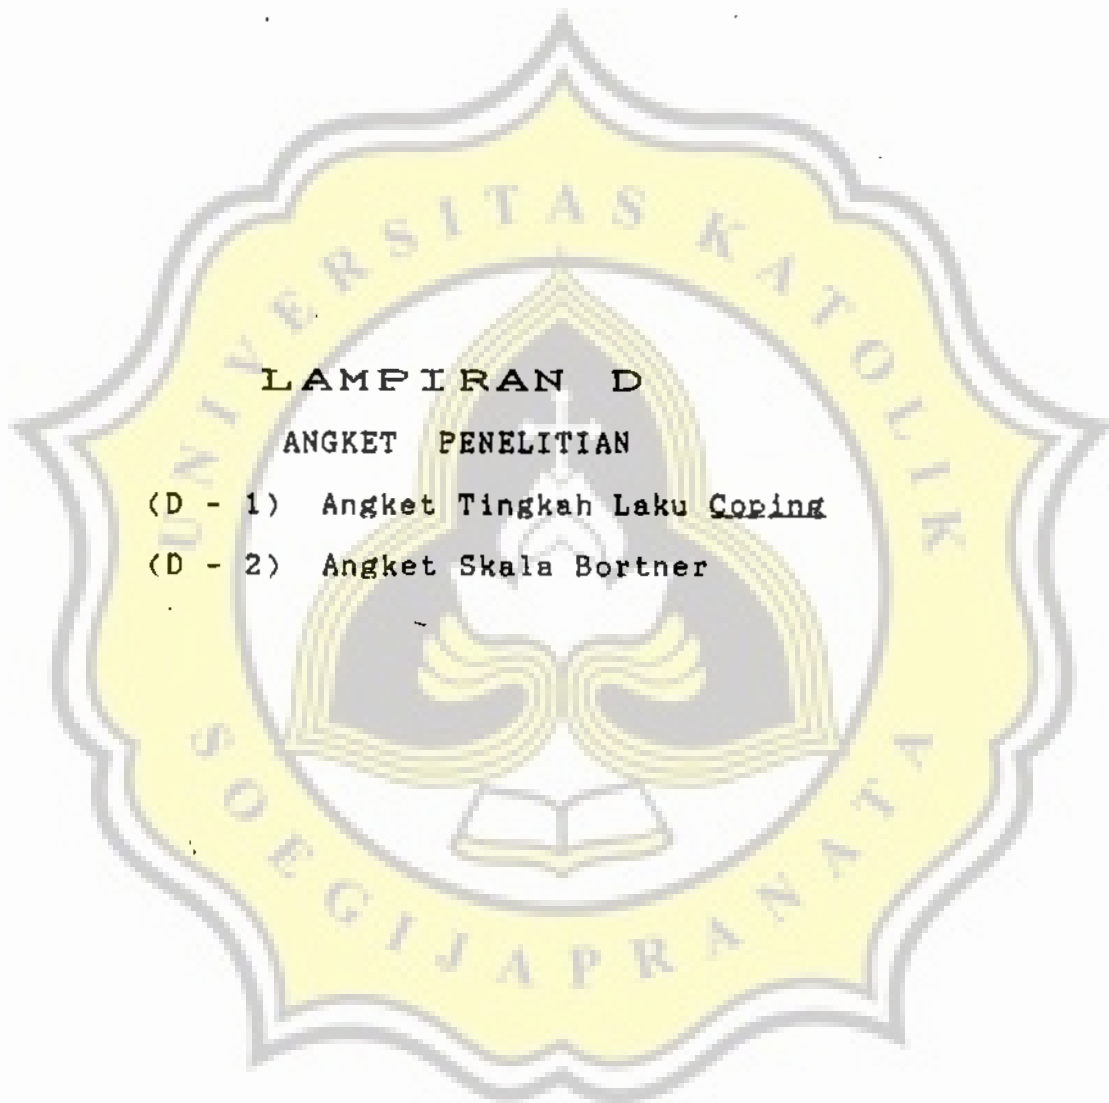 LAMPIRAN D
ANGKET PENELITIAN
(D - 1) Angket Tingkah Laku Coping
(D - 2) Angket Skala Bortner
UNIVERSITAS KATOLIK
SOEGIJAPRANATA